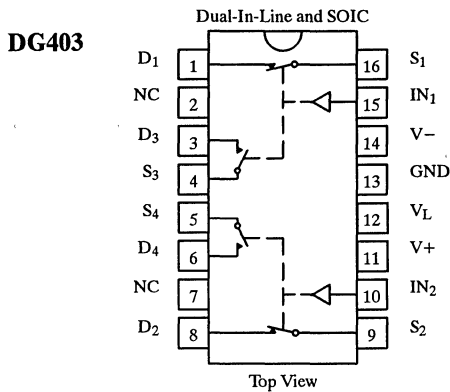 Dual-In-Line and SOIC
DG403
D1 1 16 S1
NC 2 15 IN1
D3 3 14 V−
S3 4 13 GND
S4 5 12 VL
D4 6 11 V+
NC 7 10 IN2
D2 8 9 S2
Top View